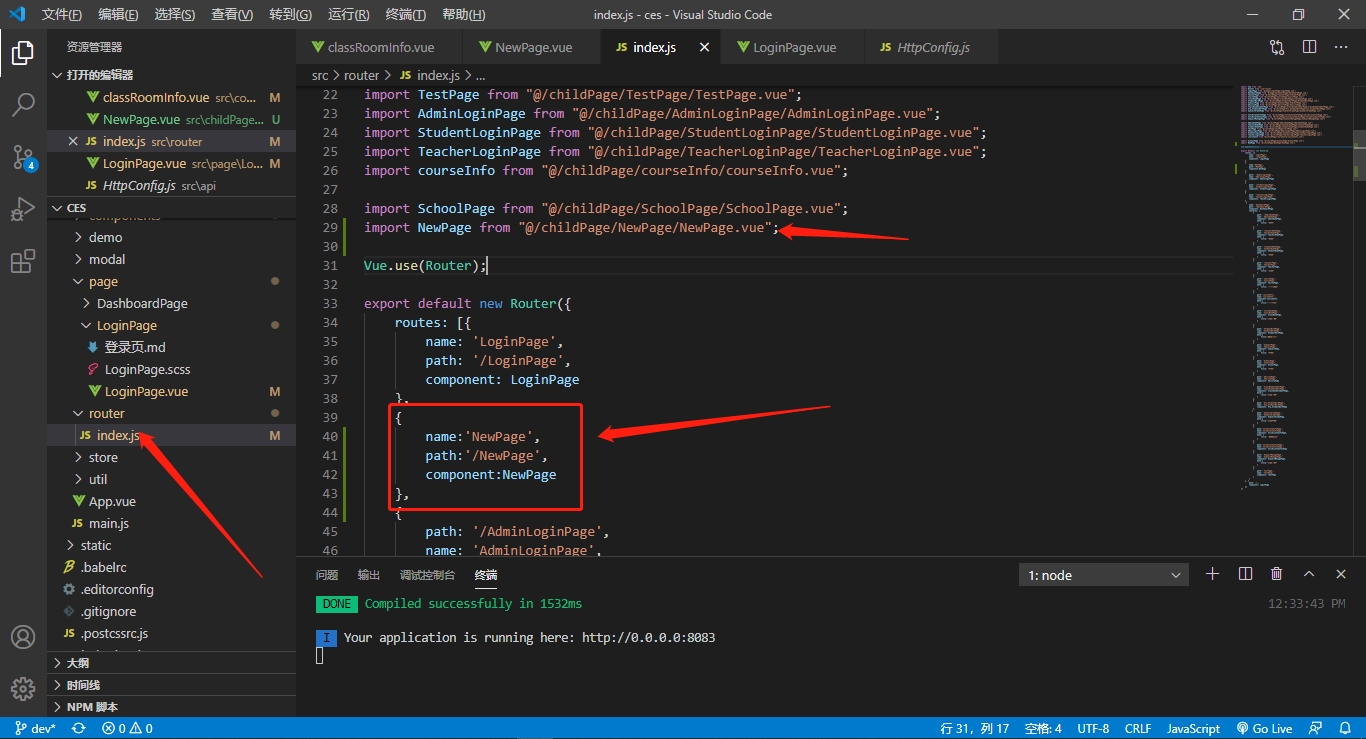 文件(F) 编辑(E) 选择(S) 查看(V) 转到(G) 运行(R) 终端(T) 帮助(H) index.js - ces - Visual Studio Code
资源管理器
打开的编辑器
classRoomInfo.vue src\co... M
NewPage.vue src\childPage... U
index.js src\router M
LoginPage.vue src\page\Lo... M
HttpConfig.js src\api
CES
components
demo
modal
page
DashboardPage
LoginPage
登录页.md
LoginPage.scss
LoginPage.vue M
router
index.js M
store
util
App.vue
main.js
static
.babelrc
.editorconfig
.gitignore
.postcssrc.js
大纲
时间线
NPM 脚本
4
classRoomInfo.vue NewPage.vue JS index.js LoginPage.vue JS HttpConfig.js
src > router > JS index.js > ...
22 import TestPage from "@/childPage/TestPage/TestPage.vue";
23 import AdminLoginPage from "@/childPage/AdminLoginPage/AdminLoginPage.vue";
24 import StudentLoginPage from "@/childPage/StudentLoginPage/StudentLoginPage.vue";
25 import TeacherLoginPage from "@/childPage/TeacherLoginPage/TeacherLoginPage.vue";
26 import courseInfo from "@/childPage/courseInfo/courseInfo.vue";
27
28 import SchoolPage from "@/childPage/SchoolPage/SchoolPage.vue";
29 import NewPage from "@/childPage/NewPage/NewPage.vue";
30
31 Vue.use(Router);
32
33 export default new Router({
34 routes: [{
35 name: 'LoginPage',
36 path: '/LoginPage',
37 component: LoginPage
38 },
39 {
40 name:'NewPage',
41 path:'/NewPage',
42 component:NewPage
43 },
44 {
45 path: '/AdminLoginPage',
46 name: 'AdminLoginPage',
问题 输出 调试控制台 终端 1: node
DONE Compiled successfully in 1532ms 12:33:43 PM
I Your application is running here: http://0.0.0.0:8083
dev* 0 0 行 31，列 17 空格: 4 UTF-8 CRLF JavaScript Go Live